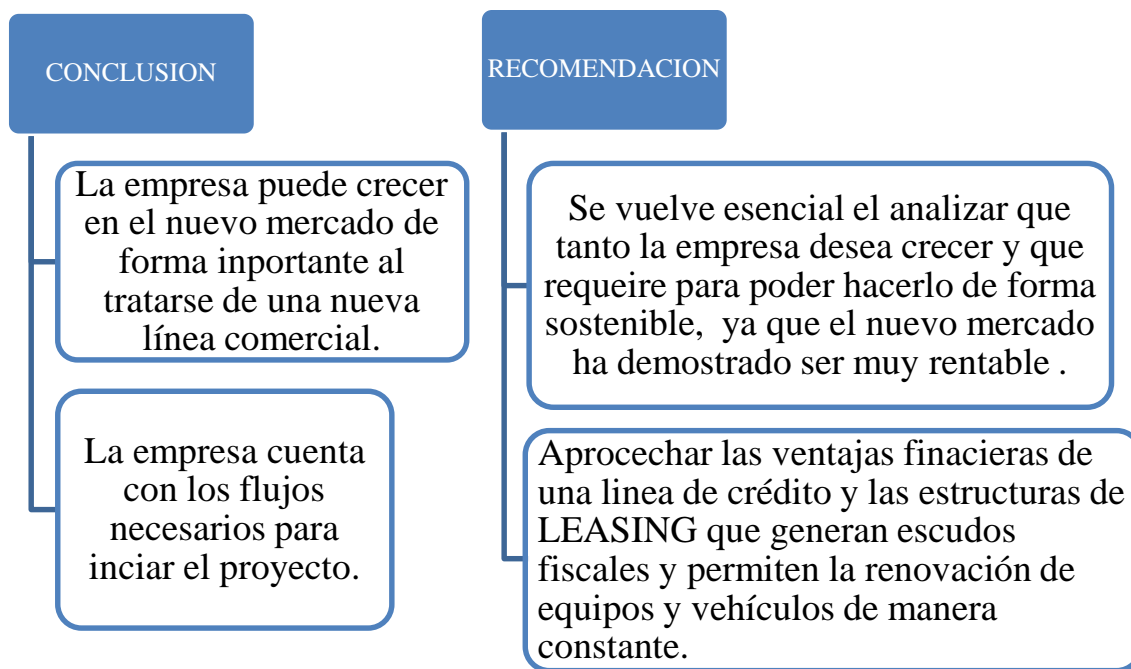 CONCLUSION
La empresa puede crecer
en el nuevo mercado de
forma inportante al
tratarse de una nueva
línea comercial.
La empresa cuenta
con los flujos
necesarios para
inciar el proyecto.
RECOMENDACION
Se vuelve esencial el analizar que
tanto la empresa desea crecer y que
requeire para poder hacerlo de forma
sostenible, ya que el nuevo mercado
ha demostrado ser muy rentable .
Aprocechar las ventajas finacieras de
una linea de crédito y las estructuras de
LEASING que generan escudos
fiscales y permiten la renovación de
equipos y vehículos de manera
constante.